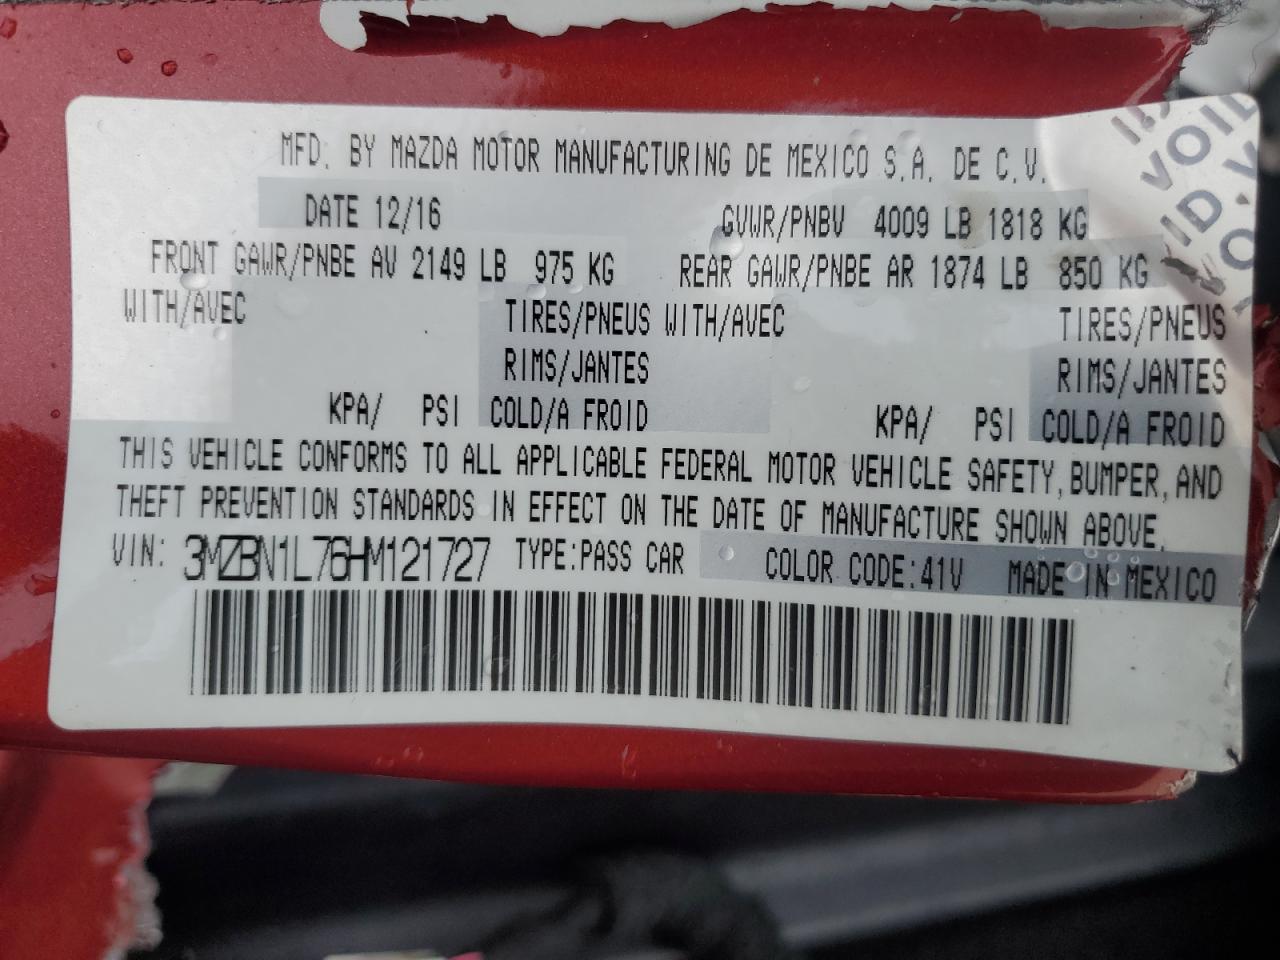 MFD. BY MAZDA MOTOR MANUFACTURING DE MEXICO S.A. DE C.V.
DATE 12/16 GVWR/PNBV 4009 LB 1818 KG
FRONT GAWR/PNBE AV 2149 LB 975 KG REAR GAWR/PNBE AR 1874 LB 850 KG
WITH/AVEC TIRES/PNEUS WITH/AVEC TIRES/PNEUS
RIMS/JANTES RIMS/JANTES
KPA/ PSI COLD/A FROID KPA/ PSI COLD/A FROID
THIS VEHICLE CONFORMS TO ALL APPLICABLE FEDERAL MOTOR VEHICLE SAFETY, BUMPER, AND
THEFT PREVENTION STANDARDS IN EFFECT ON THE DATE OF MANUFACTURE SHOWN ABOVE.
VIN: 3MZBN1L76HM121727 TYPE:PASS CAR COLOR CODE:41V MADE IN MEXICO
VOID